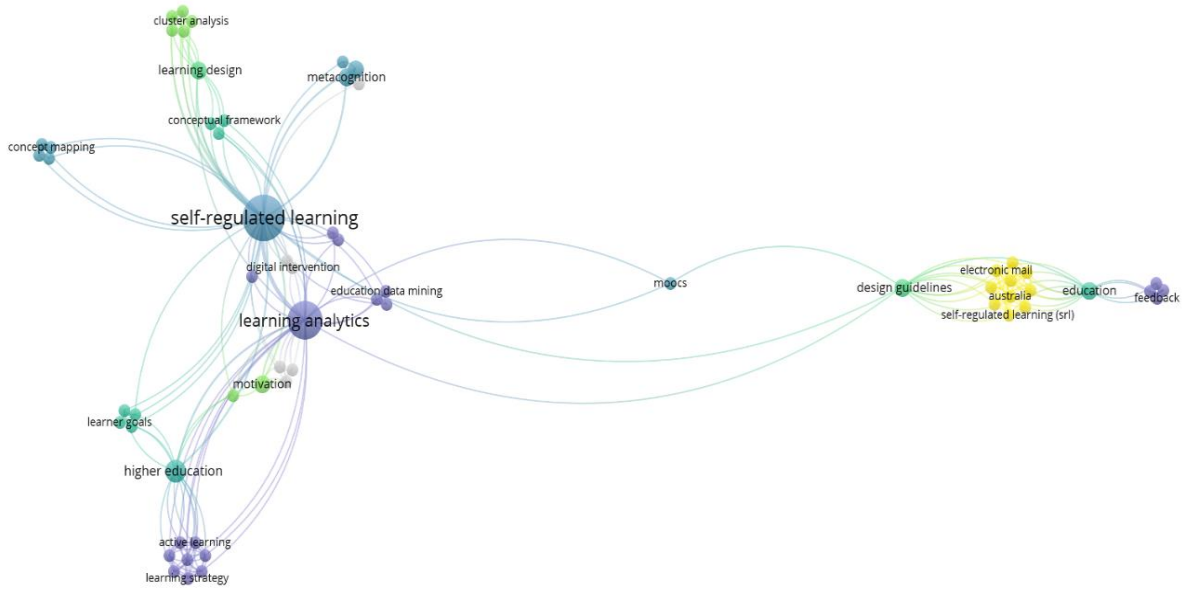 cluster analysis
learning design
metacognition
conceptual framework
concept mapping
self-regulated learning
digital intervention
education data mining
learning analytics
moocs
design guidelines
electronic mail
australia
self-regulated learning (srl)
education
feedback
motivation
learner goals
higher education
active learning
learning strategy